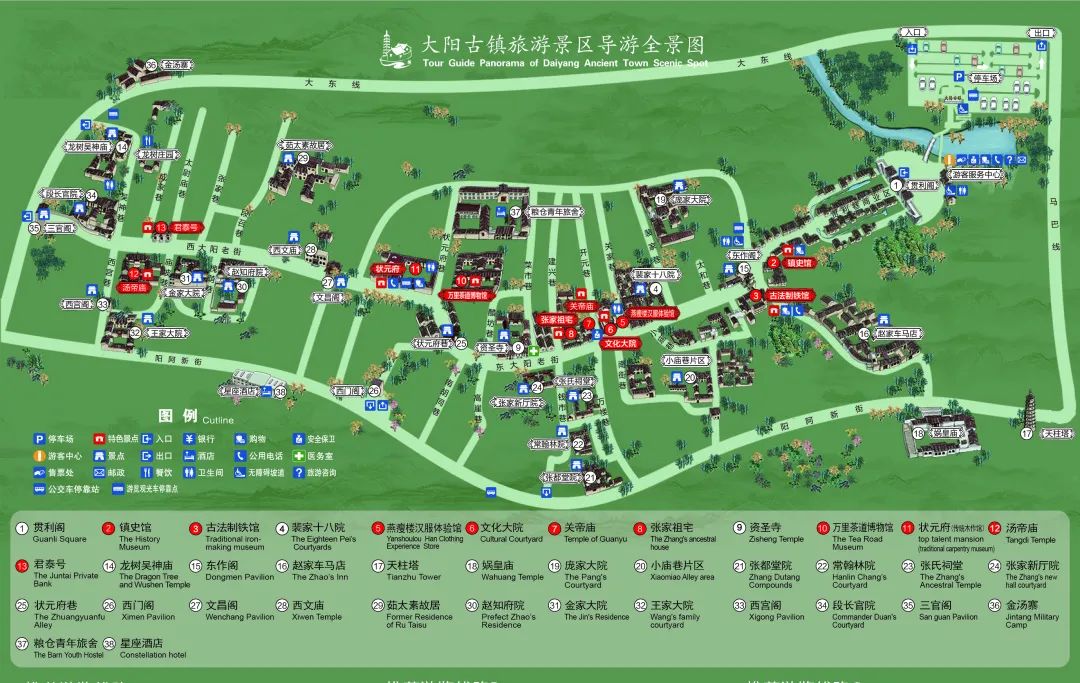 大阳古镇旅游景区导游全景图
Tour Guide Panorama of Daiyang Ancient Town Scenic Spot
入口
出口
停车场
大东线
大东线
36 金汤寨
龙树吴神庙 14
龙树庄园
茹太素故居
29
段长官院 34
35 三官阁
13 君泰号
西大阳老街
西文庙 28
12
汤帝庙
31
金家大院
赵知府院
30
西宫阁 33
32 王家大院
27
文昌阁
阳阿新街
状元府 11
状元巷
10
万里茶道博物馆
37 粮仓青年旅舍
建兴巷
开元巷
19 庞家大院
裴家十八院
4
关帝庙
张家祖宅
8
7
6
5
燕瘦楼汉服体验馆
文化大院
状元府巷 25
资圣寺 9
东大阳老街
小庙巷片区
20
张家新厅院
24
张氏祠堂
23
常翰林院 22
张都堂院 21
星座酒店 38
西门阁 26
南胡同巷
东作阁
15
2 镇史馆
3 古法制铁馆
1 贯利阁
游客服务中心
马巴线
16 赵家车马店
阳阿新街
18 娲皇庙
17 天柱塔
图例 Cutline
停车场 特色景点 入口 银行 购物 安全保卫
游客中心 景点 出口 酒店 公用电话 医务室
售票处 邮政 餐饮 卫生间 无障碍坡道 旅游咨询
公交车停靠站 游览观光车停靠点
1 贯利阁 Guanli Square
2 镇史馆 The History Museum
3 古法制铁馆 Traditional iron-making museum
4 裴家十八院 The Eighteen Pei's Courtyards
5 燕瘦楼汉服体验馆 Yanshoulou Han Clothing Experience Store
6 文化大院 Cultural Courtyard
7 关帝庙 Temple of Guanyu
8 张家祖宅 The Zhang's ancestral house
9 资圣寺 Zisheng Temple
10 万里茶道博物馆 The Tea Road Museum
11 状元府（传统木作馆） top talent mansion (traditional carpentry museum)
12 汤帝庙 Tangdi Temple
13 君泰号 The Juntai Private Bank
14 龙树吴神庙 The Dragon Tree and Wushen Temple
15 东作阁 Dongmen Pavilion
16 赵家车马店 The Zhao's Inn
17 天柱塔 Tianzhu Tower
18 娲皇庙 Wahuang Temple
19 庞家大院 The Pang's Courtyard
20 小庙巷片区 Xiaomiao Alley area
21 张都堂院 Zhang Dutang Compounds
22 常翰林院 Hanlin Chang's Courtyard
23 张氏祠堂 The Zhang's Ancestral Temple
24 张家新厅院 The Zhang's new hall courtyard
25 状元府巷 The Zhuangyuanfu Alley
26 西门阁 Ximen Pavilion
27 文昌阁 Wenchang Pavilion
28 西文庙 Xiwen Temple
29 茹太素故居 Former Residence of Ru Taisu
30 赵知府院 Prefect Zhao's Residence
31 金家大院 The Jin's Residence
32 王家大院 Wang's family courtyard
33 西宫阁 Xigong Pavilion
34 段长官院 Commander Duan's Courtyard
35 三官阁 San guan Pavilion
36 金汤寨 Jintang Military Camp
37 粮仓青年旅舍 The Barn Youth Hostel
38 星座酒店 Constellation hotel